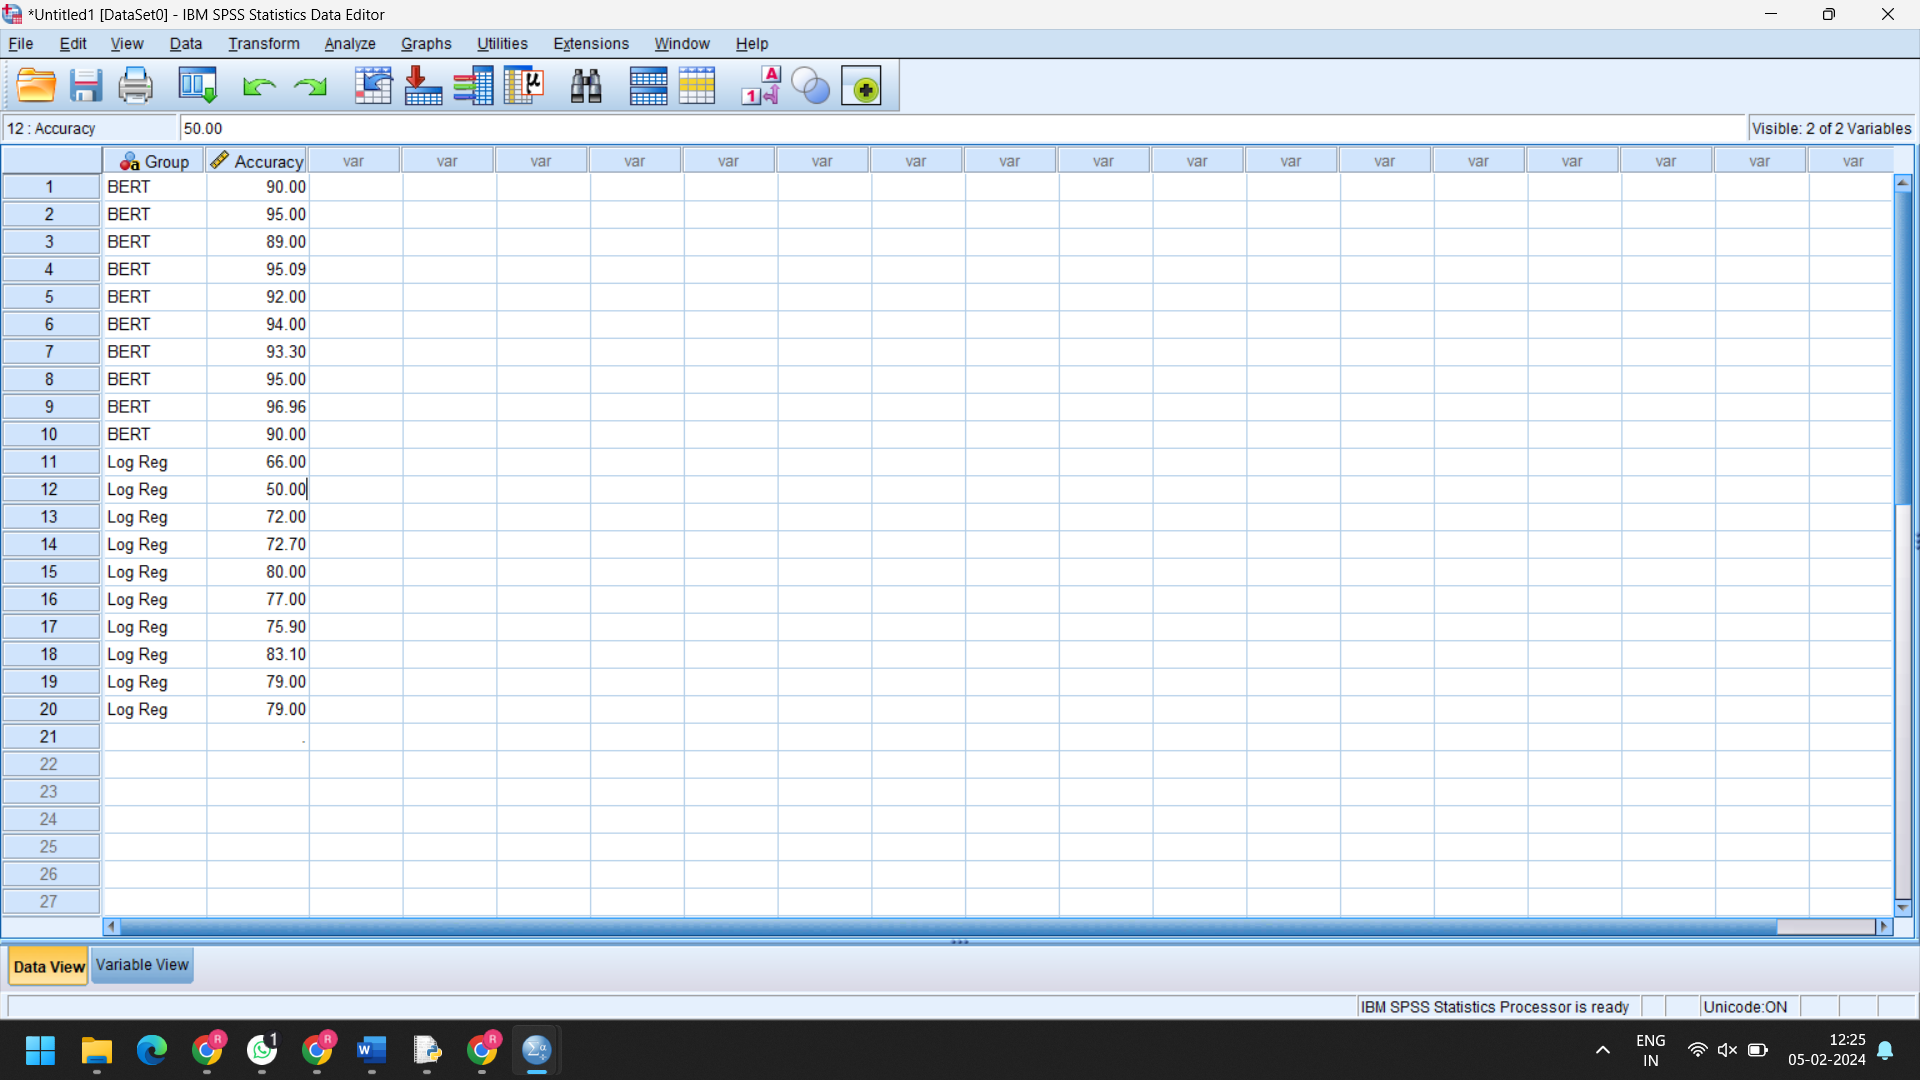 *Untitled1 [DataSet0] - IBM SPSS Statistics Data Editor
File Edit View Data Transform Analyze Graphs Utilities Extensions Window Help
12 : Accuracy 50.00 Visible: 2 of 2 Variables
Group Accuracy var var var var var var var var var var var var var var var var var
1 BERT 90.00
2 BERT 95.00
3 BERT 89.00
4 BERT 95.09
5 BERT 92.00
6 BERT 94.00
7 BERT 93.30
8 BERT 95.00
9 BERT 96.96
10 BERT 90.00
11 Log Reg 66.00
12 Log Reg 50.00
13 Log Reg 72.00
14 Log Reg 72.70
15 Log Reg 80.00
16 Log Reg 77.00
17 Log Reg 75.90
18 Log Reg 83.10
19 Log Reg 79.00
20 Log Reg 79.00
21 .
22
23
24
25
26
27
Data View Variable View
IBM SPSS Statistics Processor is ready Unicode:ON
ENG 12:25
IN 05-02-2024